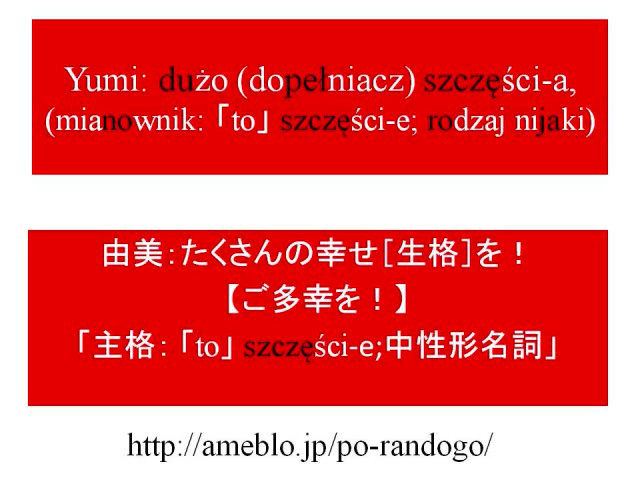 Yumi: dużo (dopełniacz) szczęści-a,
(mianownik: 「to」 szczęści-e; rodzaj nijaki)
由美：たくさんの幸せ［生格］を！
【ご多幸を！】
「主格：「to」 szczęści-e;中性形名詞」
http://ameblo.jp/po-randogo/